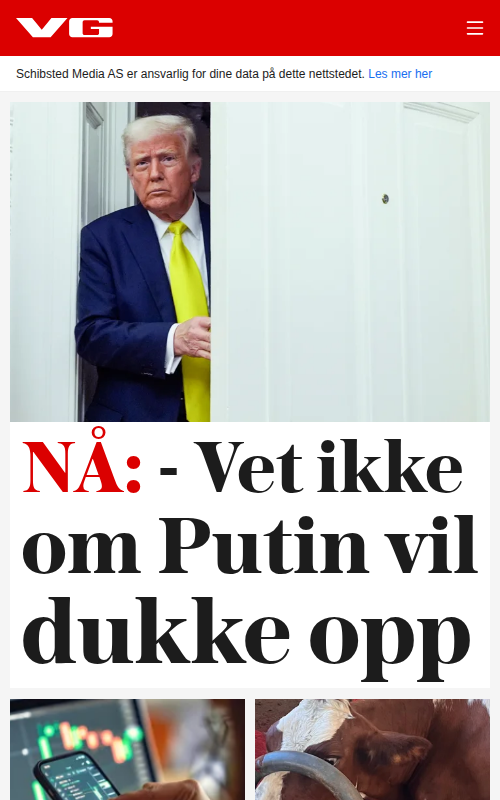 VG
Schibsted Media AS er ansvarlig for dine data på dette nettstedet. Les mer her
NÅ: - Vet ikke
om Putin vil
dukke opp